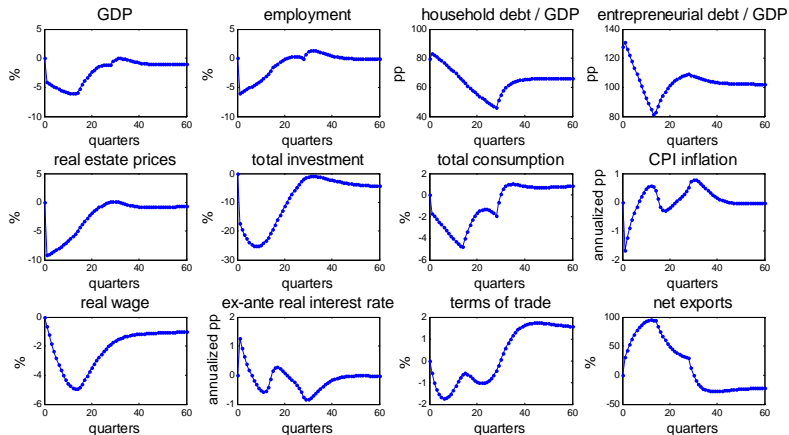 GDP
5
0
-5
-10
%
0 20 40 60
quarters
employment
5
0
-5
-10
%
0 20 40 60
quarters
household debt / GDP
100
80
60
40
pp
0 20 40 60
quarters
entrepreneurial debt / GDP
140
120
100
80
pp
0 20 40 60
quarters
real estate prices
5
0
-5
-10
%
0 20 40 60
quarters
total investment
0
-10
-20
-30
%
0 20 40 60
quarters
total consumption
2
0
-2
-4
-6
%
0 20 40 60
quarters
CPI inflation
1
0
-1
-2
annualized pp
0 20 40 60
quarters
real wage
0
-2
-4
-6
%
0 20 40 60
quarters
ex-ante real interest rate
2
1
0
-1
annualized pp
0 20 40 60
quarters
terms of trade
2
1
0
-1
-2
%
0 20 40 60
quarters
net exports
100
50
0
-50
%
0 20 40 60
quarters